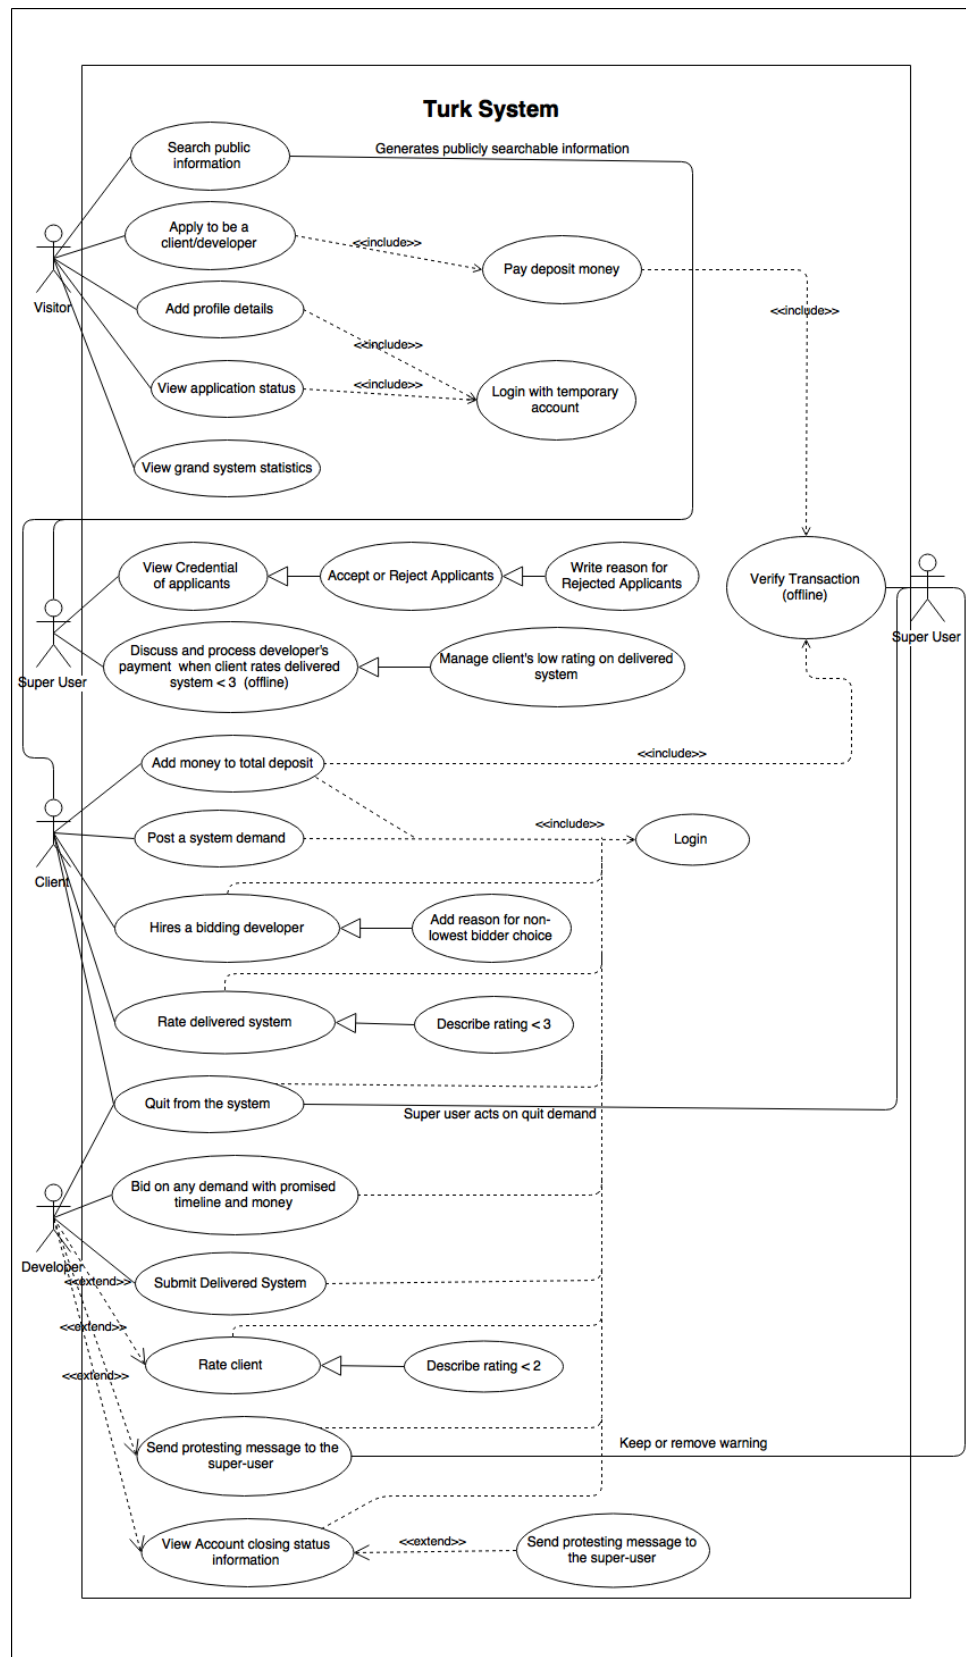 Turk System
Search public
information
Generates publicly searchable information
Apply to be a
client/developer
<<include>>
Pay deposit money
Visitor
Add profile details
<<include>>
<<include>>
View application status
<<include>>
Login with temporary
account
View grand system statistics
View Credential
of applicants
Accept or Reject Applicants
Write reason for
Rejected Applicants
Verify Transaction
(offline)
Super User
Super User
Discuss and process developer's
payment when client rates delivered
system < 3 (offline)
Manage client's low rating on delivered
system
Add money to total deposit
<<include>>
Post a system demand
<<include>>
Login
Client
Hires a bidding developer
Add reason for non-
lowest bidder choice
Rate delivered system
Describe rating < 3
Quit from the system
Super user acts on quit demand
Bid on any demand with promised
timeline and money
Developer
<<extend>>
Submit Delivered System
<<extend>>
Rate client
Describe rating < 2
<<extend>>
Send protesting message to the
super-user
Keep or remove warning
View Account closing status
information
<<extend>>
Send protesting message to
the super-user